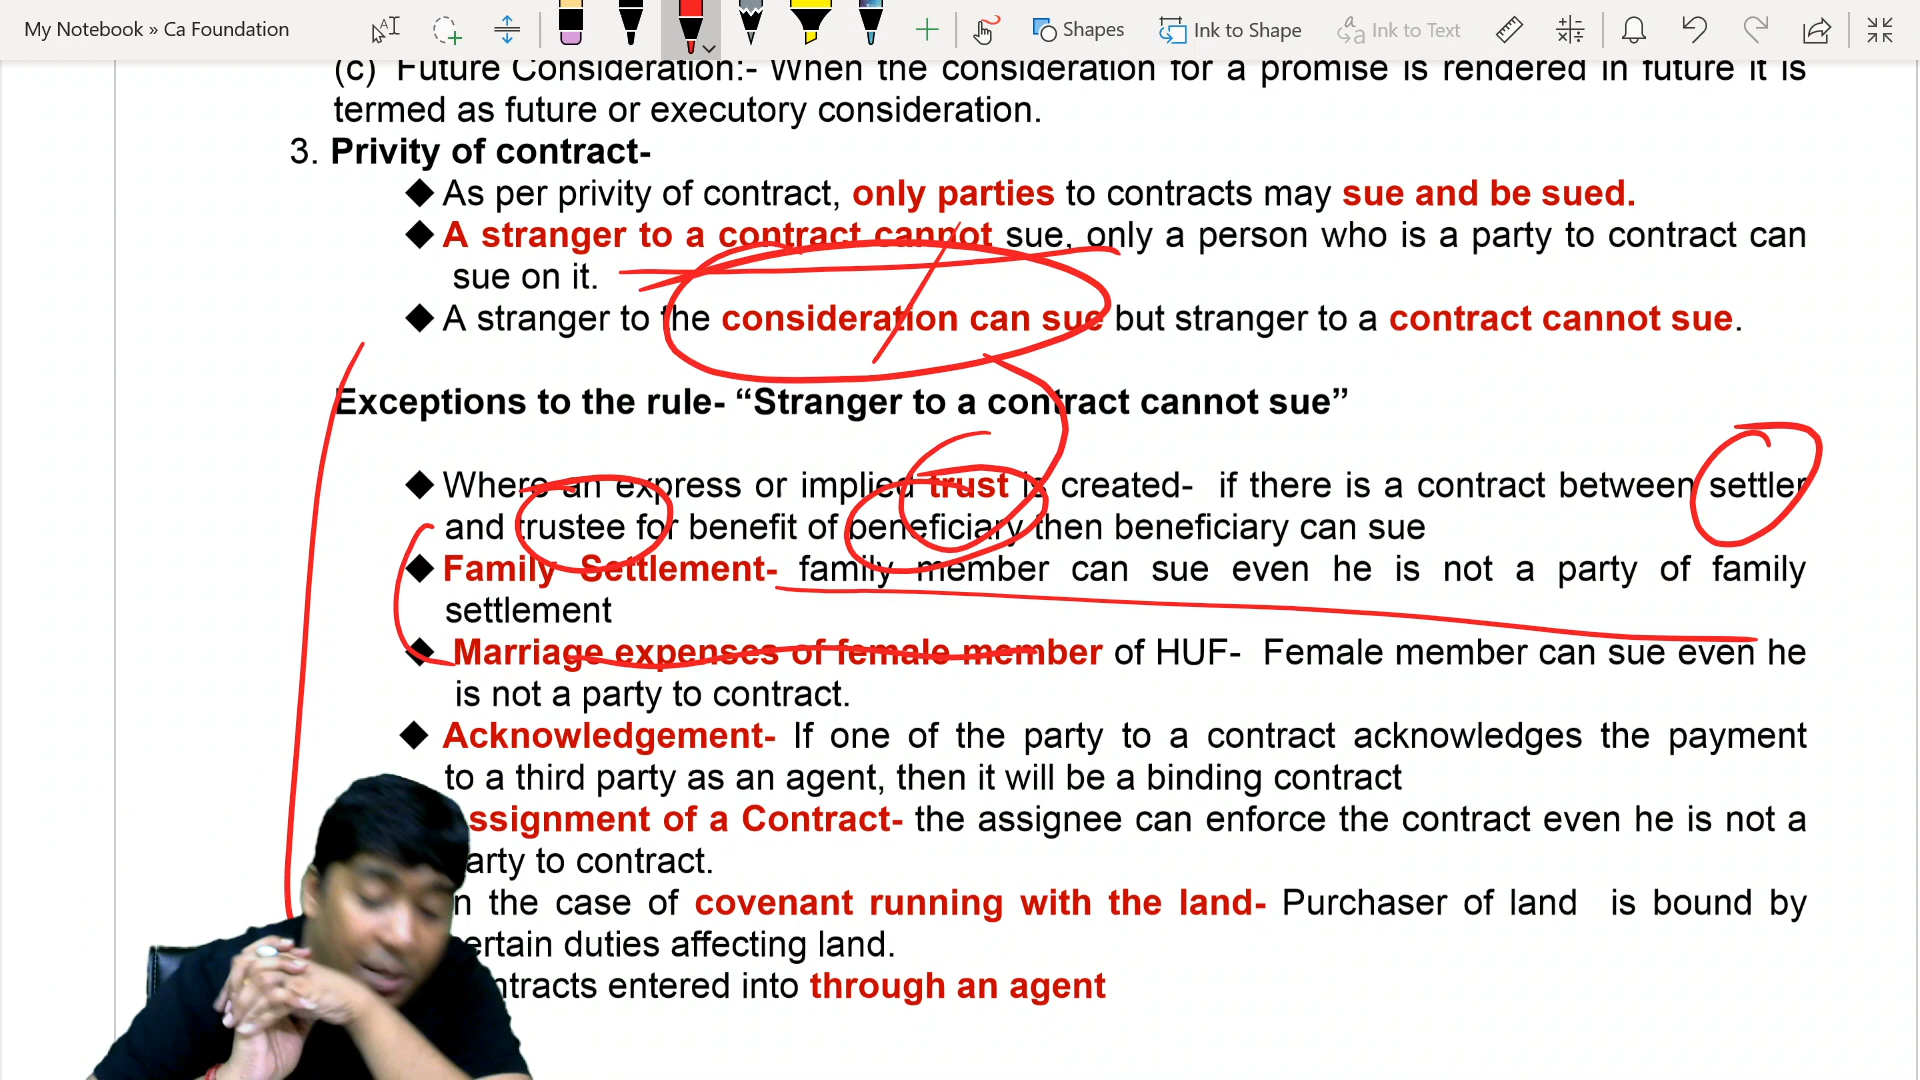 My Notebook » Ca Foundation
Shapes
Ink to Shape
Ink to Text
(c) Future Consideration:- When the consideration for a promise is rendered in future it is
termed as future or executory consideration.
3. Privity of contract-
◆ As per privity of contract, only parties to contracts may sue and be sued.
◆ A stranger to a contract cannot sue, only a person who is a party to contract can
sue on it.
◆ A stranger to the consideration can sue but stranger to a contract cannot sue.
Exceptions to the rule- “Stranger to a contract cannot sue”
◆ Where an express or implied trust is created- if there is a contract between settler
and trustee for benefit of beneficiary then beneficiary can sue
◆ Family Settlement- family member can sue even he is not a party of family
settlement
◆ Marriage expenses of female member of HUF- Female member can sue even he
is not a party to contract.
◆ Acknowledgement- If one of the party to a contract acknowledges the payment
to a third party as an agent, then it will be a binding contract
ssignment of a Contract- the assignee can enforce the contract even he is not a
arty to contract.
n the case of covenant running with the land- Purchaser of land is bound by
ertain duties affecting land.
ntracts entered into through an agent